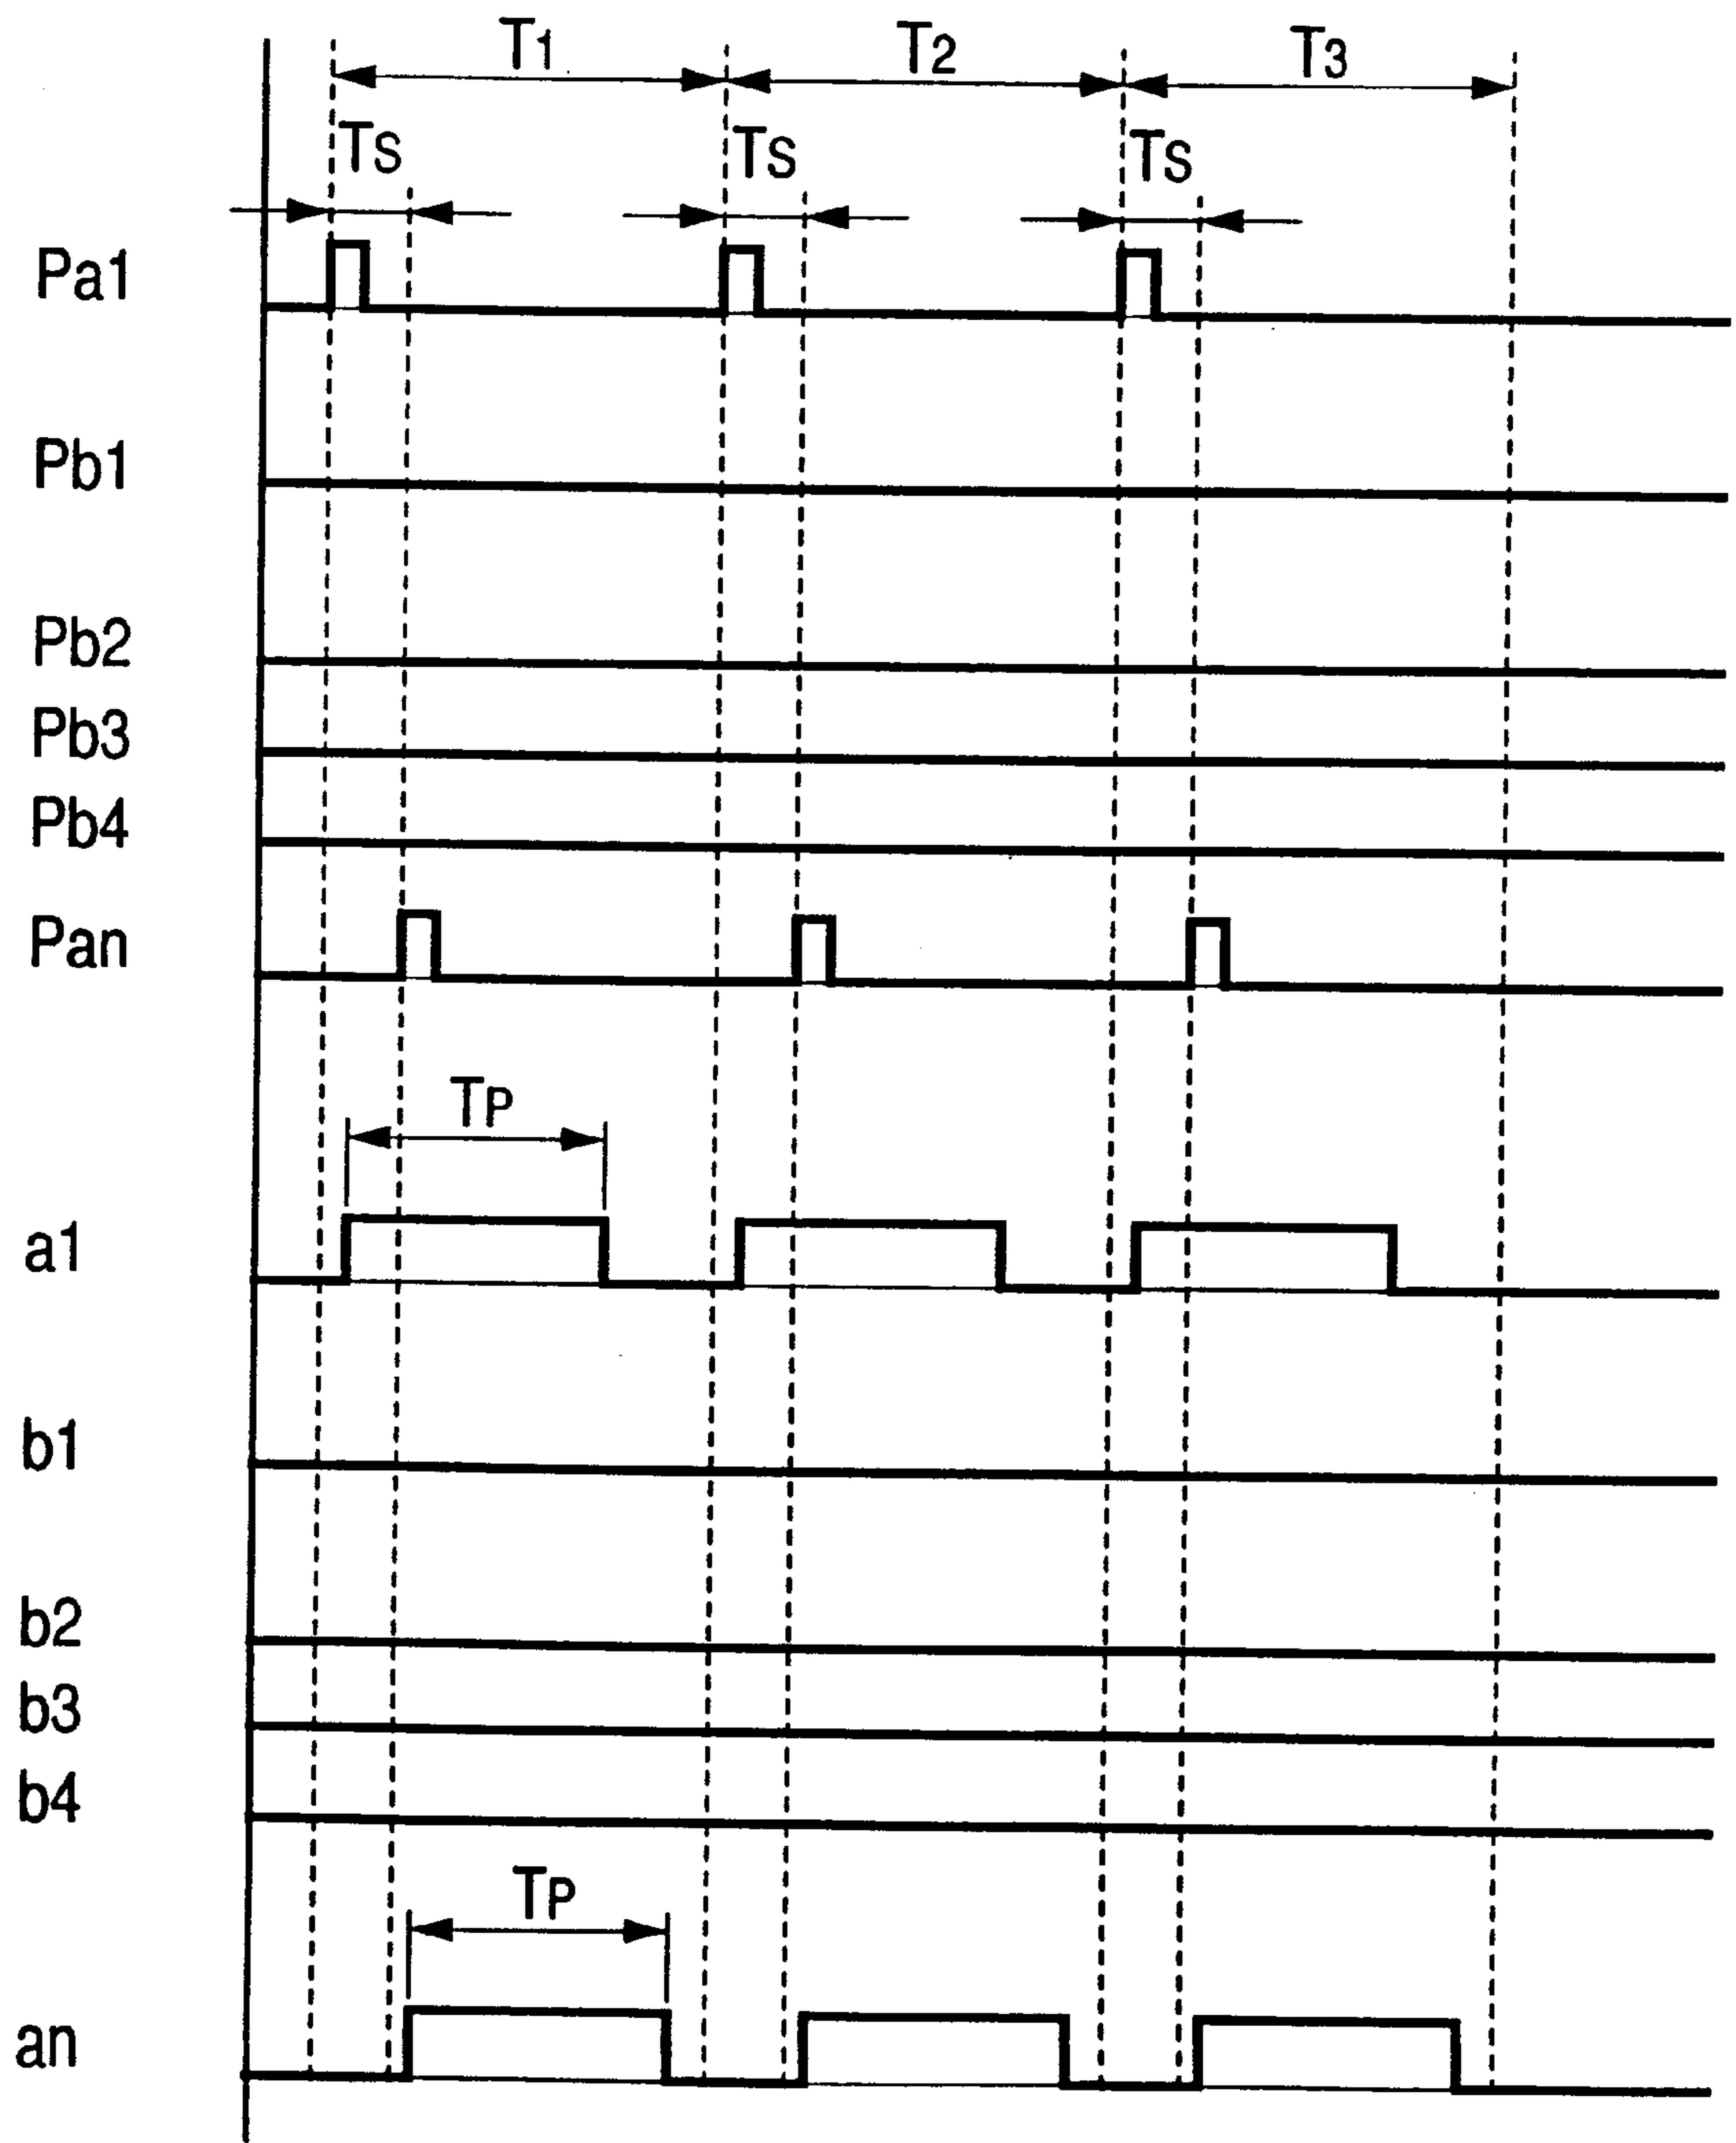 T1 T2 T3
Ts Ts Ts
Pa1
Pb1
Pb2
Pb3
Pb4
Pan
TP
a1
b1
b2
b3
b4
TP
an